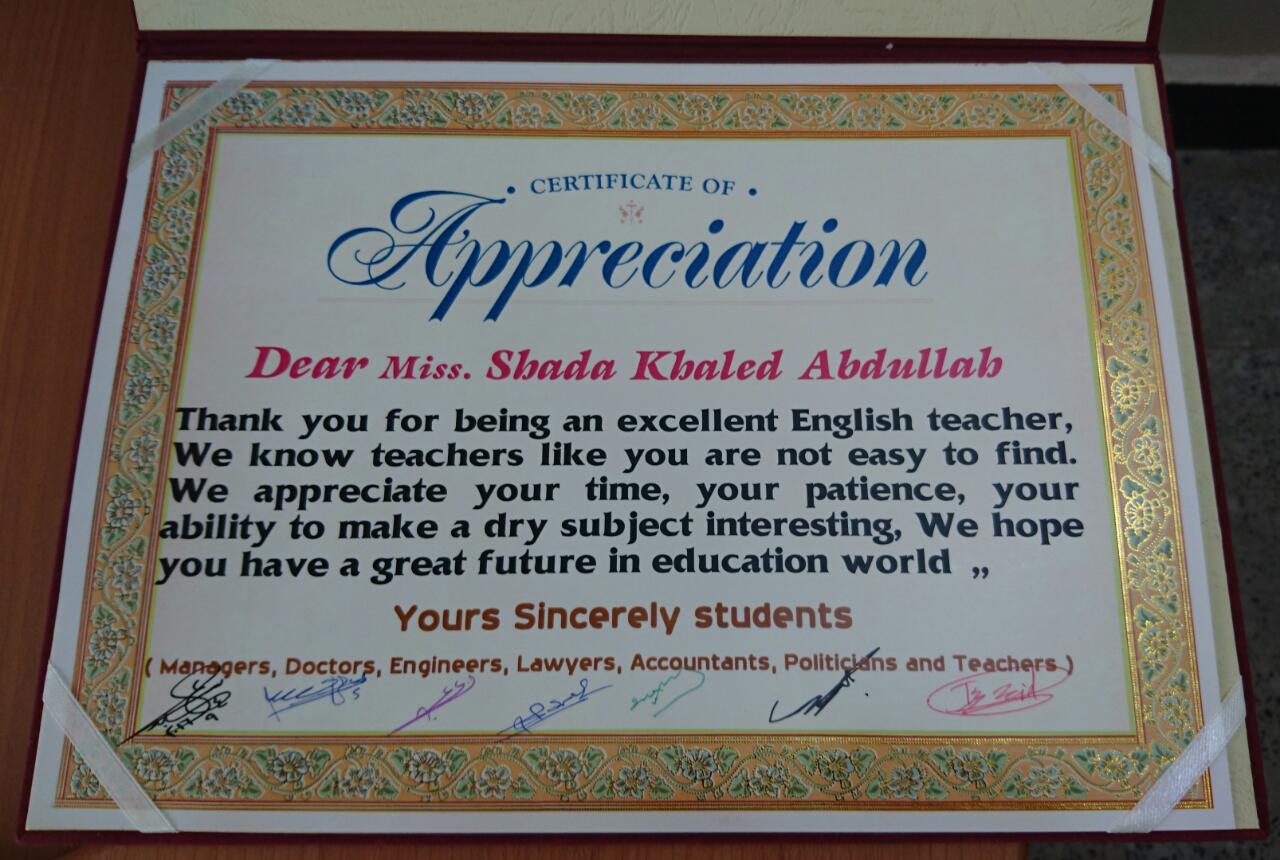 • CERTIFICATE OF •
Appreciation
Dear Miss. Shada Khaled Abdullah
Thank you for being an excellent English teacher,
We know teachers like you are not easy to find.
We appreciate your time, your patience, your
ability to make a dry subject interesting, We hope
you have a great future in education world ,,
Yours Sincerely students
( Managers, Doctors, Engineers, Lawyers, Accountants, Politicians and Teachers )